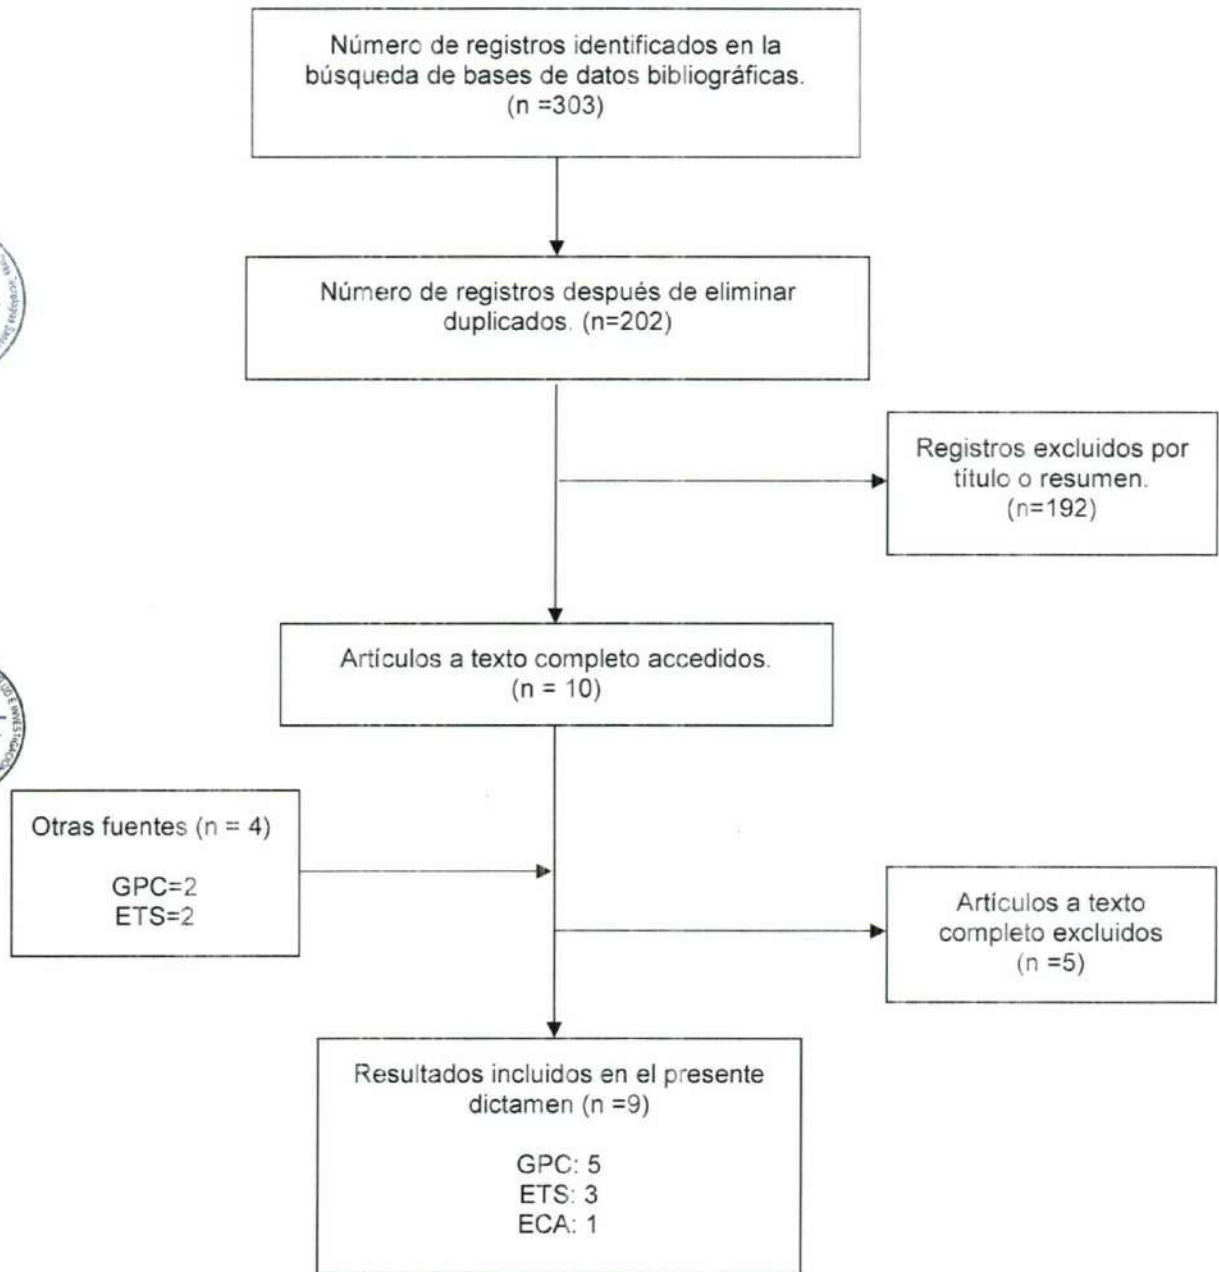 Número de registros identificados en la
búsqueda de bases de datos bibliográficas.
(n =303)
Número de registros después de eliminar
duplicados. (n=202)
Registros excluidos por
título o resumen.
(n=192)
Artículos a texto completo accedidos.
(n = 10)
Otras fuentes (n = 4)
GPC=2
ETS=2
Artículos a texto
completo excluidos
(n =5)
Resultados incluidos en el presente
dictamen (n =9)
GPC: 5
ETS: 3
ECA: 1